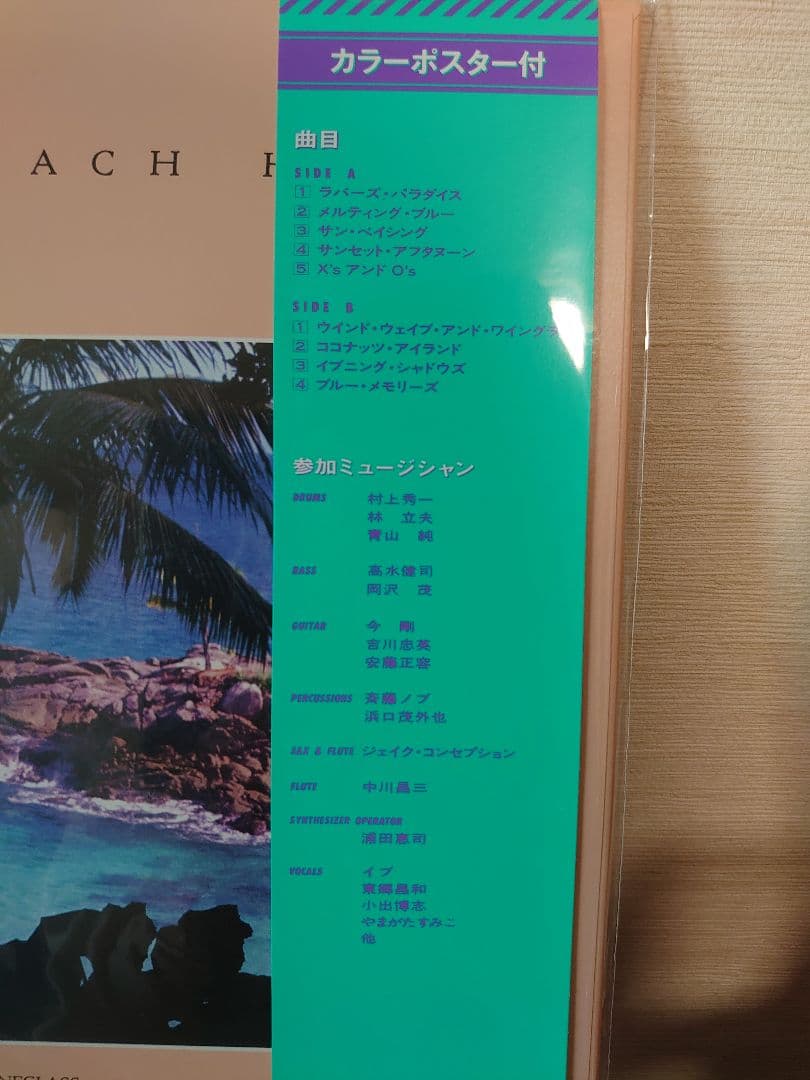 ACH
カラーポスター付
曲目
SIDE A
1 ラバーズ・パラダイス
2 メルティング・ブルー
3 サン・ベイシング
4 サンセット・アフタヌーン
5 X's アンド O's
SIDE B
1 ウインド・ウェイブ・アンド・ワイングラ
2 ココナッツ・アイランド
3 イブニング・シャドウズ
4 ブルー・メモリーズ
参加ミュージシャン
DRUMS 村上秀一
林 立夫
青山 純
BASS 高水健司
岡沢 茂
GUITAR 今 剛
吉川忠英
安藤正容
PERCUSSIONS 斉藤ノブ
浜口茂外也
SAX & FLUTE ジェイク・コンセプション
FLUTE 中川昌三
SYNTHESIZER OPERATOR
浦田恵司
VOCALS イブ
東郷昌和
小出博志
やまがたすみこ
他